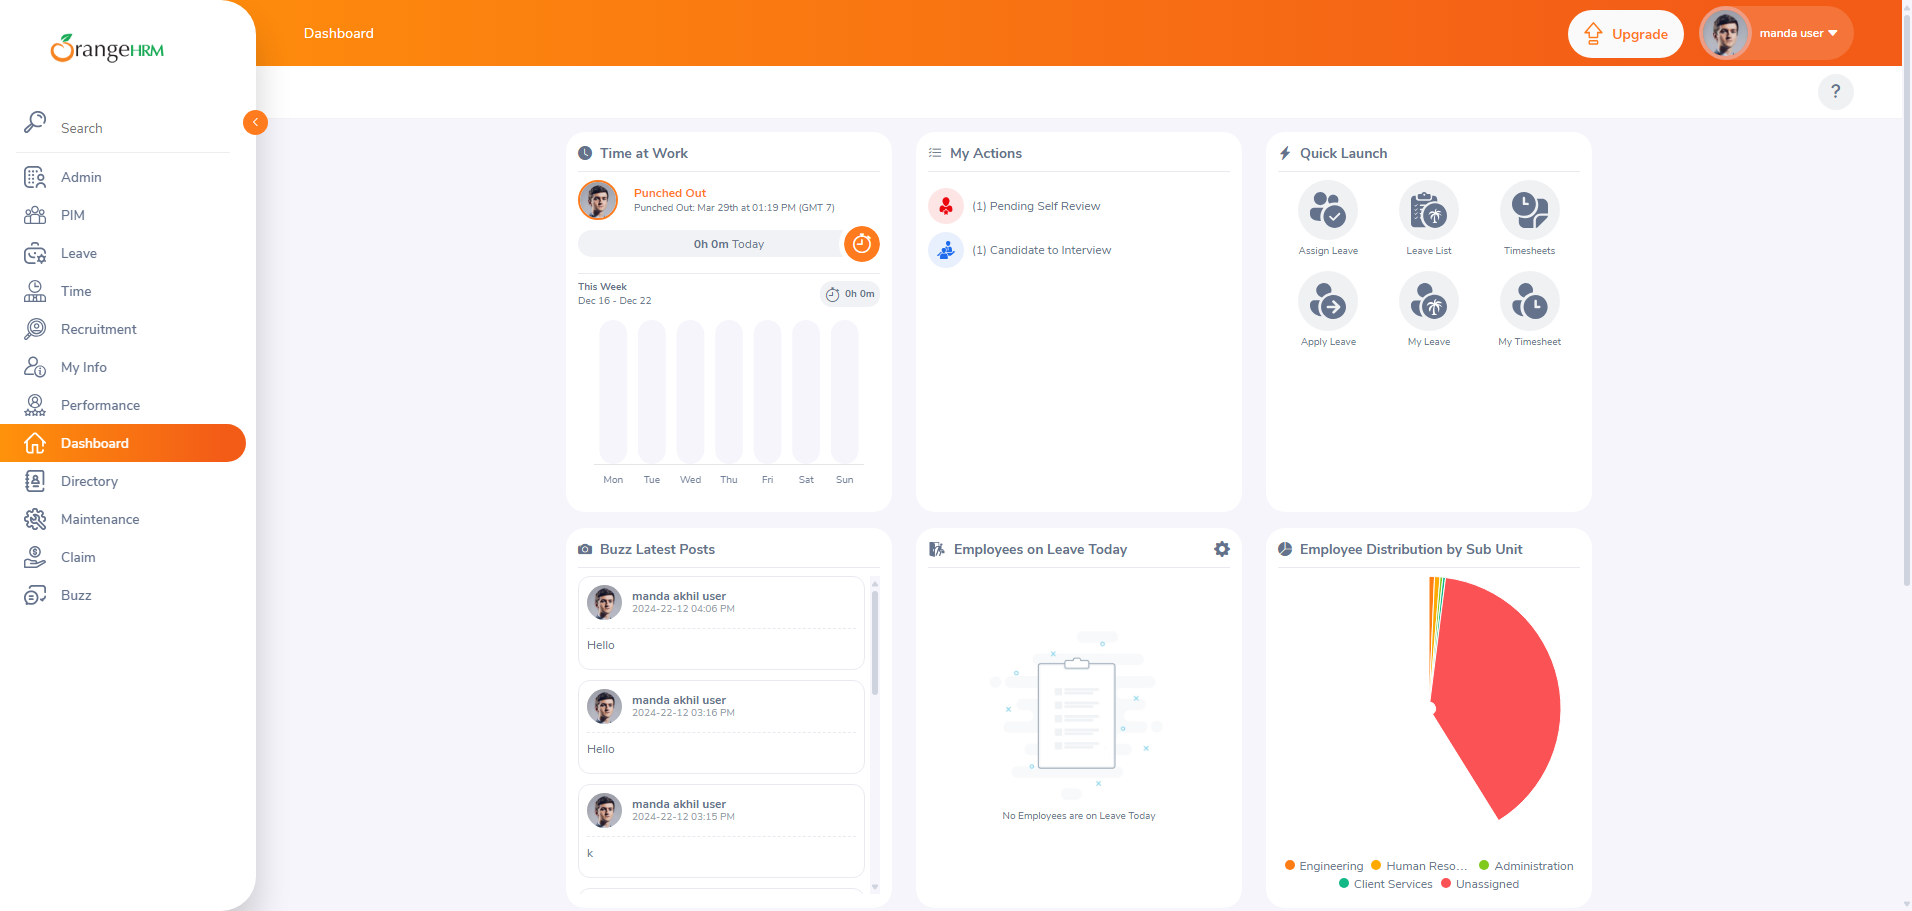 OrangeHRM
Search
Admin
PIM
Leave
Time
Recruitment
My Info
Performance
Dashboard
Directory
Maintenance
Claim
Buzz
Dashboard
Upgrade
manda user
?
Time at Work
Punched Out
Punched Out: Mar 29th at 01:19 PM (GMT 7)
0h 0m Today
This Week
Dec 16 - Dec 22
0h 0m
Mon Tue Wed Thu Fri Sat Sun
My Actions
(1) Pending Self Review
(1) Candidate to Interview
Quick Launch
Assign Leave Leave List Timesheets
Apply Leave My Leave My Timesheet
Buzz Latest Posts
manda akhil user
2024-22-12 04:06 PM
Hello
manda akhil user
2024-22-12 03:16 PM
Hello
manda akhil user
2024-22-12 03:15 PM
k
Employees on Leave Today
No Employees are on Leave Today
Employee Distribution by Sub Unit
Engineering Human Reso... Administration
Client Services Unassigned